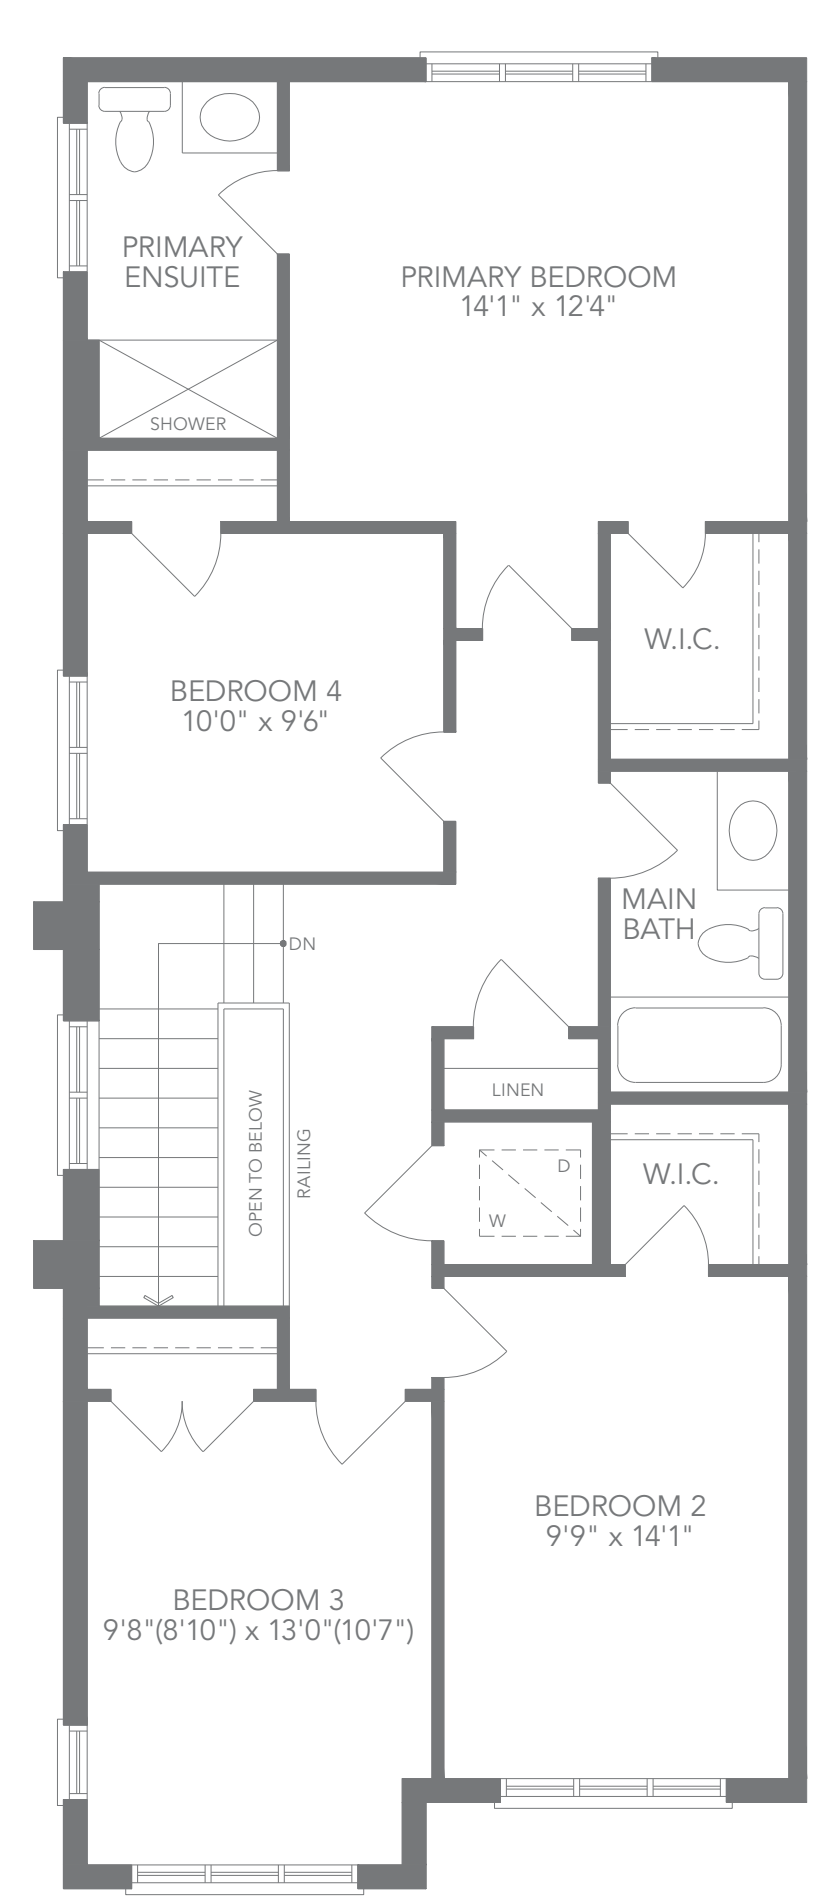 PRIMARY
ENSUITE
PRIMARY BEDROOM
14'1" x 12'4"
SHOWER
W.I.C.
BEDROOM 4
10'0" x 9'6"
MAIN
BATH
DN
LINEN
OPEN TO BELOW
RAILING
D
W
W.I.C.
BEDROOM 2
9'9" x 14'1"
BEDROOM 3
9'8"(8'10") x 13'0"(10'7")